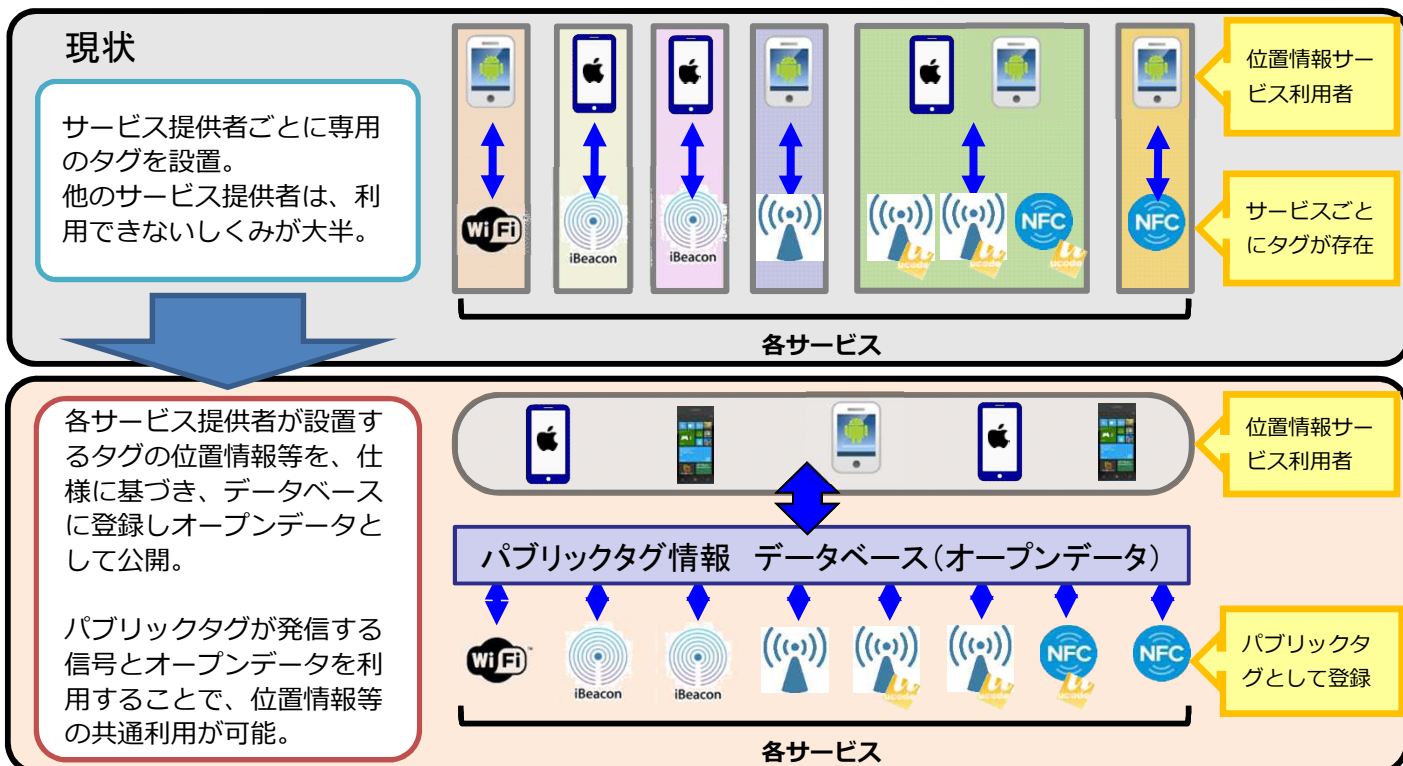 現状
サービス提供者ごとに専用
のタグを設置。
他のサービス提供者は、利
用できないしくみが大半。
位置情報サー
ビス利用者
サービスごと
にタグが存在
Wi Fi
iBeacon
iBeacon
ucode
ucode
NFC
ucode
NFC
各サービス
各サービス提供者が設置す
るタグの位置情報等を、仕
様に基づき、データベース
に登録しオープンデータと
して公開。
パブリックタグが発信する
信号とオープンデータを利
用することで、位置情報等
の共通利用が可能。
位置情報サー
ビス利用者
パブリックタグ情報 データベース(オープンデータ)
Wi Fi™
iBeacon
iBeacon
ucode
ucode
NFC
ucode
NFC
パブリックタ
グとして登録
各サービス